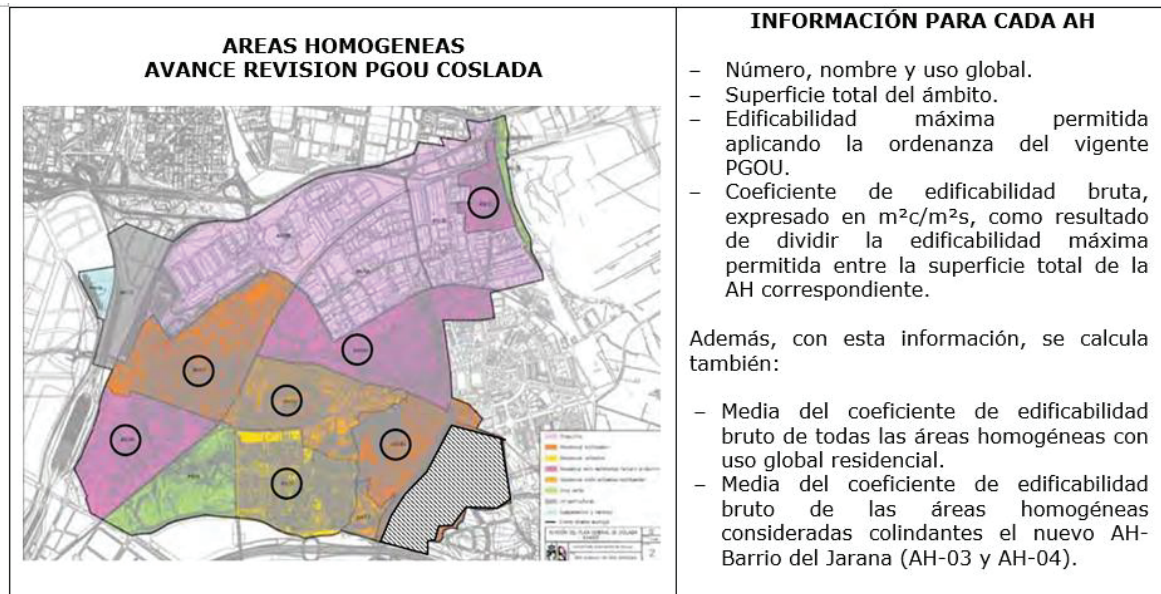 AREAS HOMOGENEAS
AVANCE REVISION PGOU COSLADA
INFORMACIÓN PARA CADA AH
– Número, nombre y uso global.
– Superficie total del ámbito.
– Edificabilidad máxima permitida
aplicando la ordenanza del vigente
PGOU.
– Coeficiente de edificabilidad bruta,
expresado en m²c/m²s, como resultado
de dividir la edificabilidad máxima
permitida entre la superficie total de la
AH correspondiente.
Además, con esta información, se calcula
también:
– Media del coeficiente de edificabilidad
bruto de todas las áreas homogéneas con
uso global residencial.
– Media del coeficiente de edificabilidad
bruto de las áreas homogéneas
consideradas colindantes el nuevo AH-
Barrio del Jarana (AH-03 y AH-04).